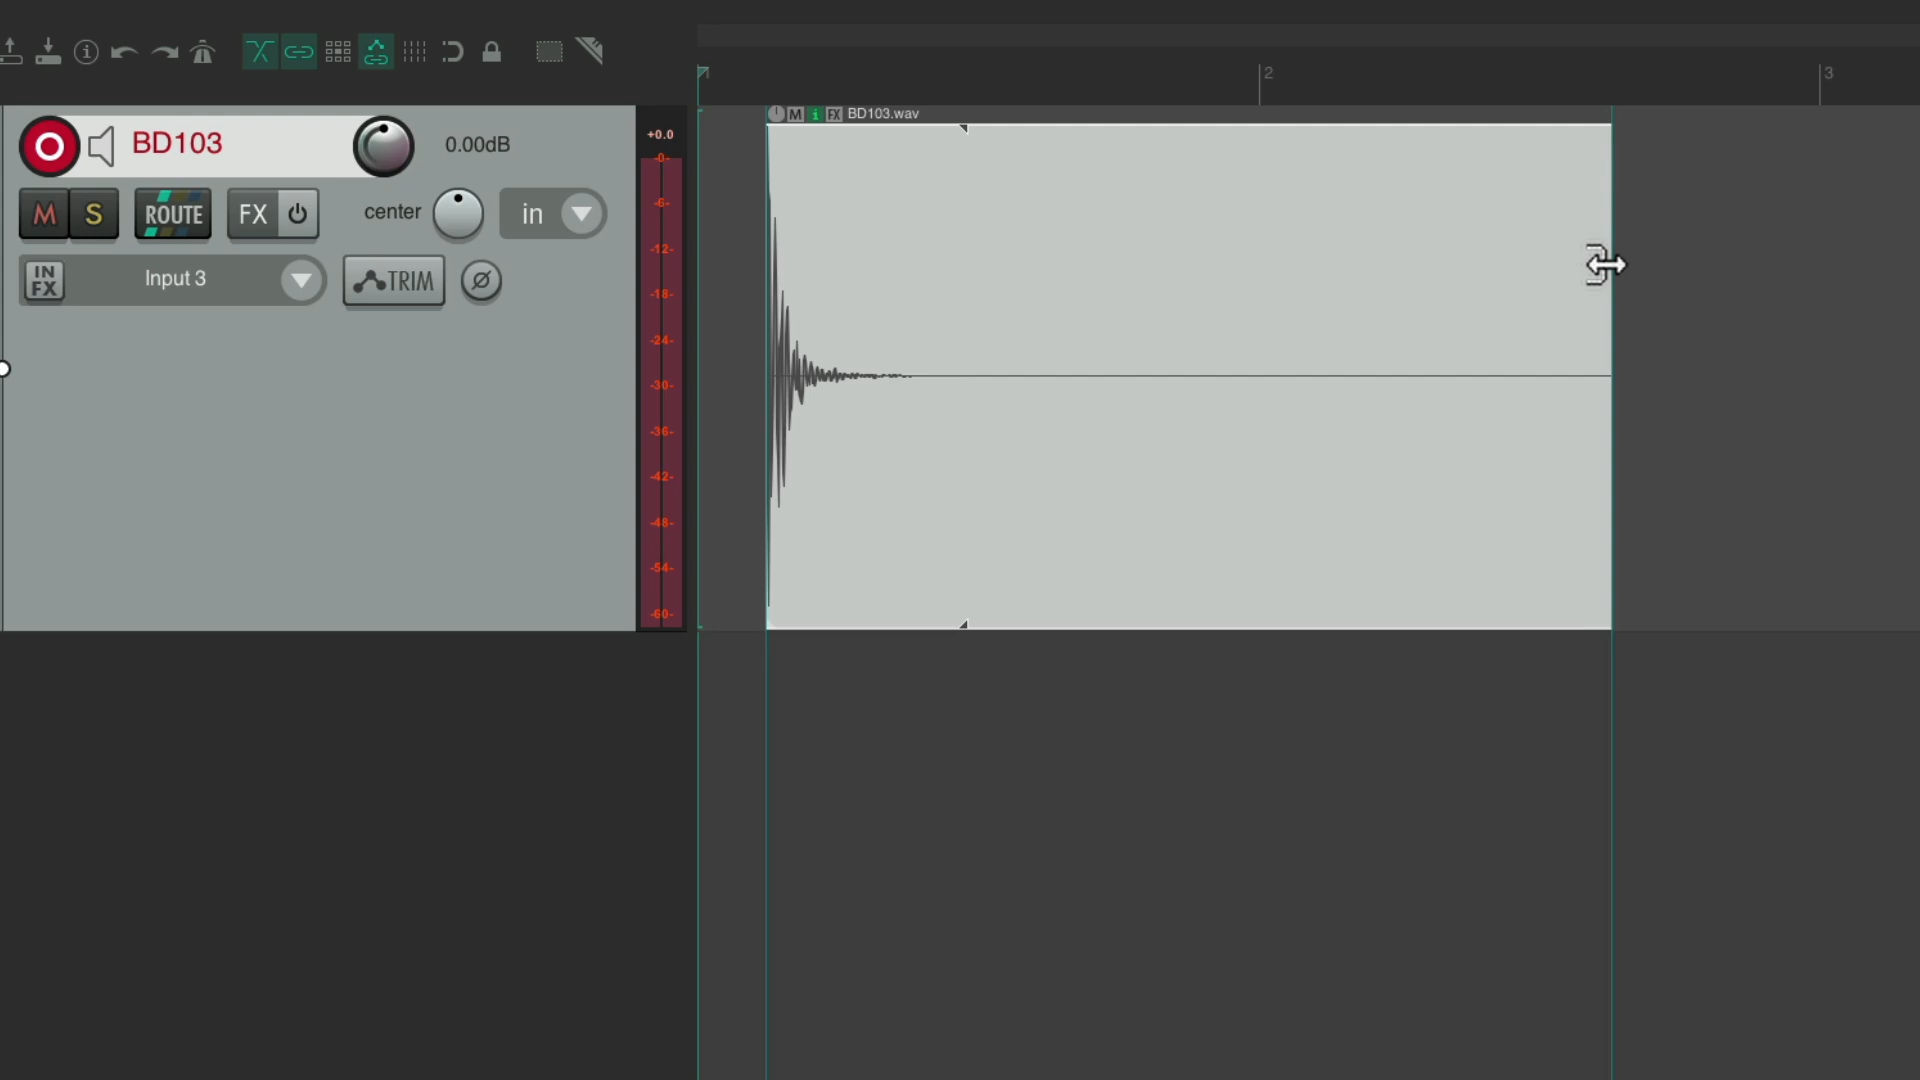 2
3
M i FX BD103.wav
BD103
0.00dB
+0.0
M S ROUTE FX center in
IN FX Input 3 TRIM Ø
-0-
-6-
-12-
-18-
-24-
-30-
-36-
-42-
-48-
-54-
-60-